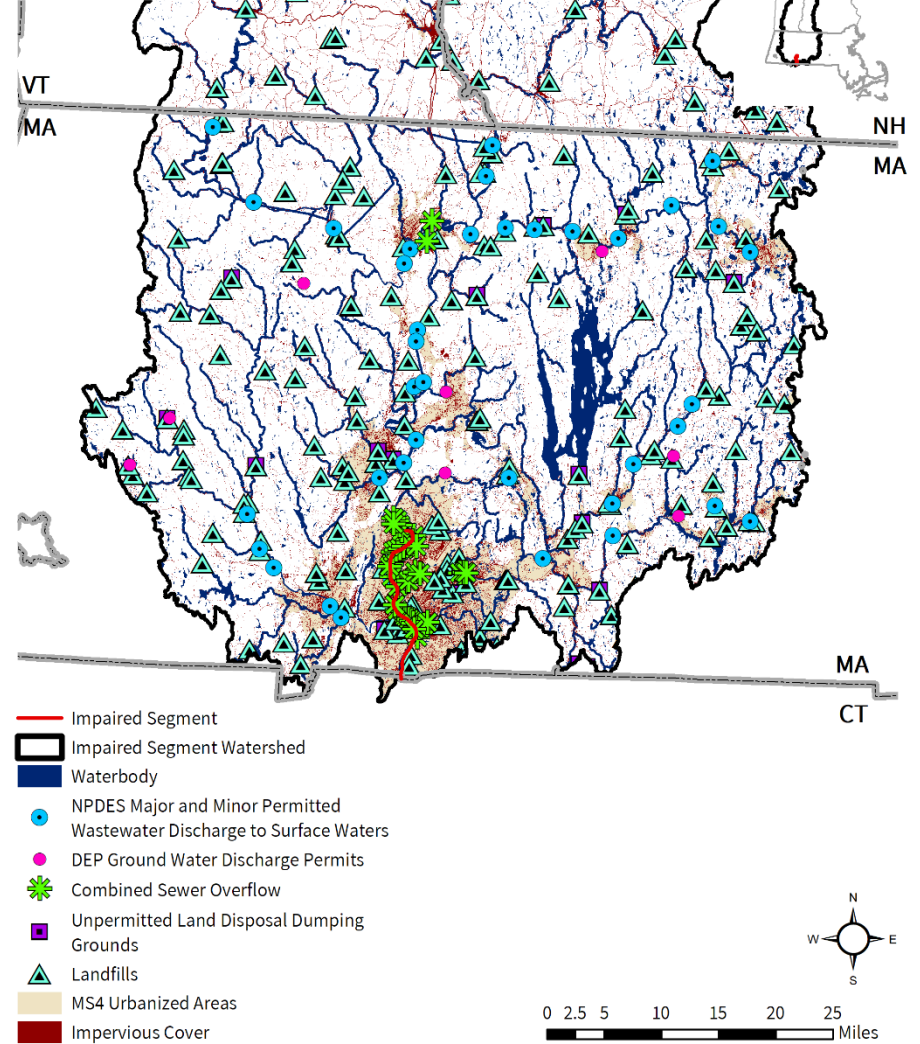 VT
MA
NH
MA
MA
CT
Impaired Segment
Impaired Segment Watershed
Waterbody
NPDES Major and Minor Permitted
Wastewater Discharge to Surface Waters
DEP Ground Water Discharge Permits
Combined Sewer Overflow
Unpermitted Land Disposal Dumping
Grounds
Landfills
MS4 Urbanized Areas
Impervious Cover
N
W E
S
0 2.5 5 10 15 20 25
Miles